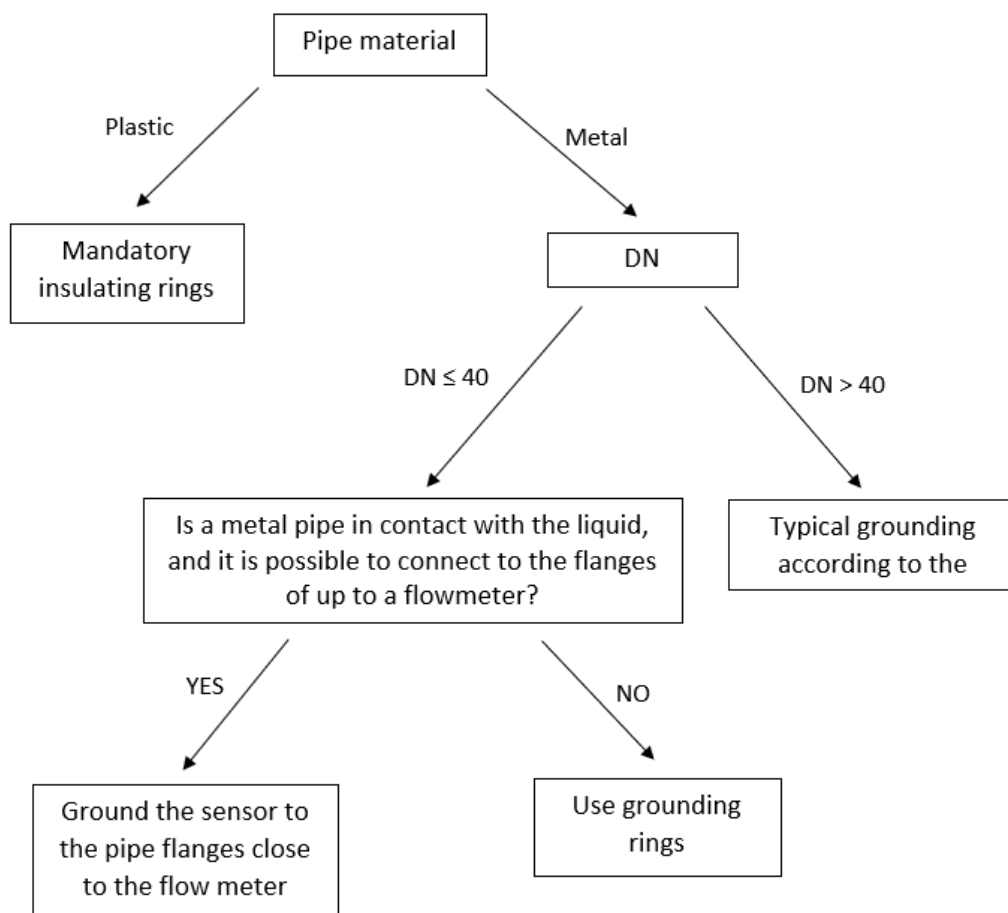 Pipe material
Plastic
Metal
Mandatory
insulating rings
DN
DN ≤ 40
DN > 40
Is a metal pipe in contact with the liquid,
and it is possible to connect to the flanges
of up to a flowmeter?
Typical grounding
according to the
YES
NO
Ground the sensor to
the pipe flanges close
to the flow meter
Use grounding
rings